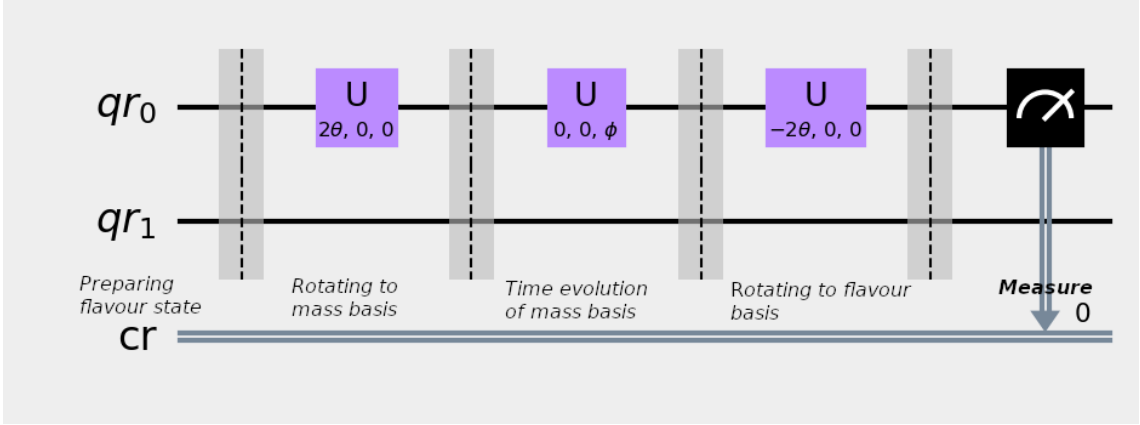 qr₀
U
2θ, 0, 0
U
0, 0, ϕ
U
−2θ, 0, 0
qr₁
Preparing
flavour state
Rotating to
mass basis
Time evolution
of mass basis
Rotating to flavour
basis
Measure
0
cr